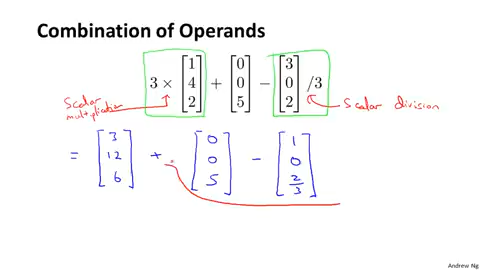 Combination of Operands
3 × [1 4 2] + [0 0 5] − [3 0 2] /3
Scalar multiplication
Scalar division
= [3 12 6] + [0 0 5] − [1 0 2/3]
Andrew Ng